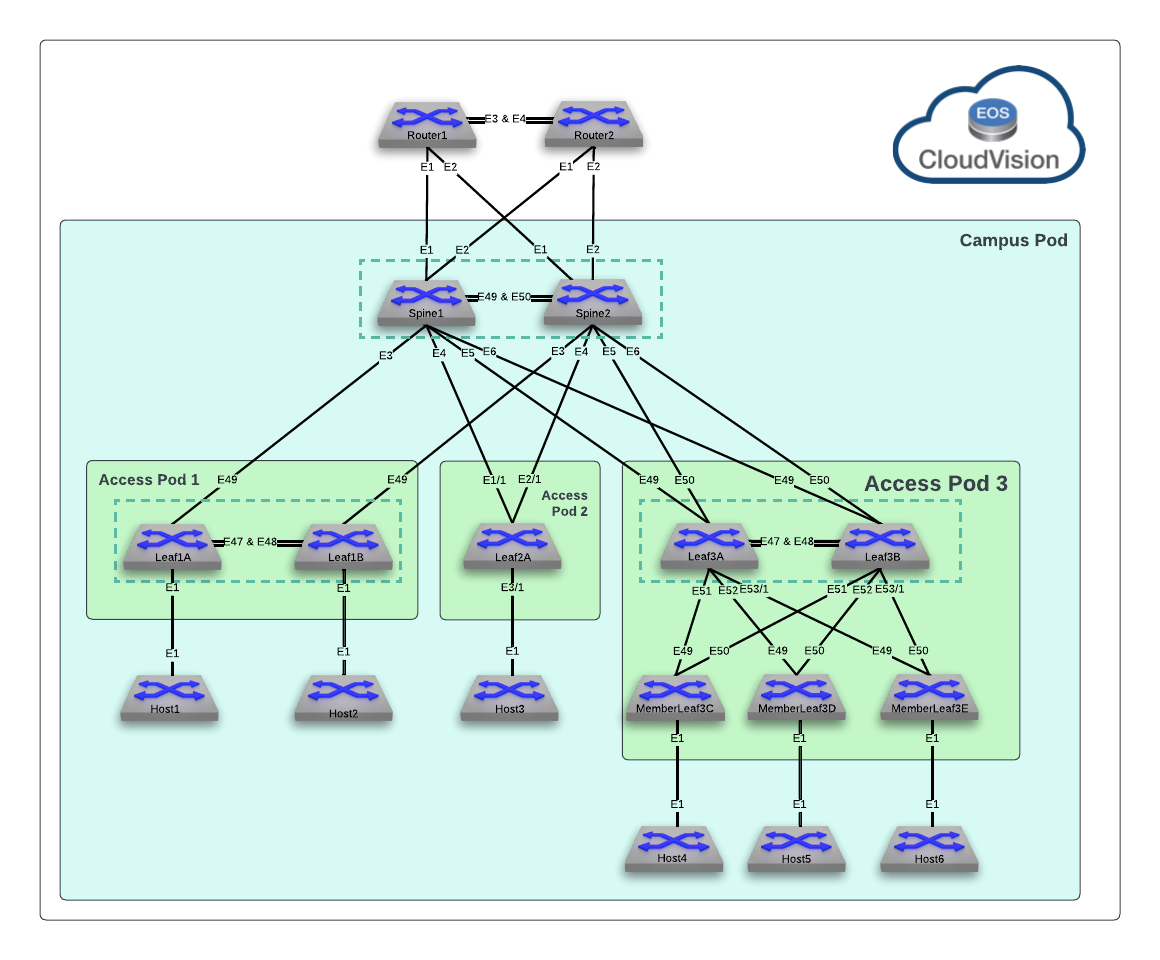 EOS
CloudVision
E3 & E4
Router1
Router2
E1
E2
E1
E2
Campus Pod
E1
E2
E1
E2
E49 & E50
Spine1
Spine2
E3
E4
E5
E6
E3
E4
E5
E6
Access Pod 1
E49
E49
E1/1
E2/1
E49
E50
E49
E50
Access Pod 3
Access
Pod 2
E47 & E48
E47 & E48
Leaf1A
Leaf1B
Leaf2A
Leaf3A
Leaf3B
E1
E1
E3/1
E51
E52
E53/1
E51
E52
E53/1
E1
E1
E1
E49
E50
E49
E50
E49
E50
Host1
Host2
Host3
MemberLeaf3C
MemberLeaf3D
MemberLeaf3E
E1
E1
E1
E1
E1
E1
Host4
Host5
Host6